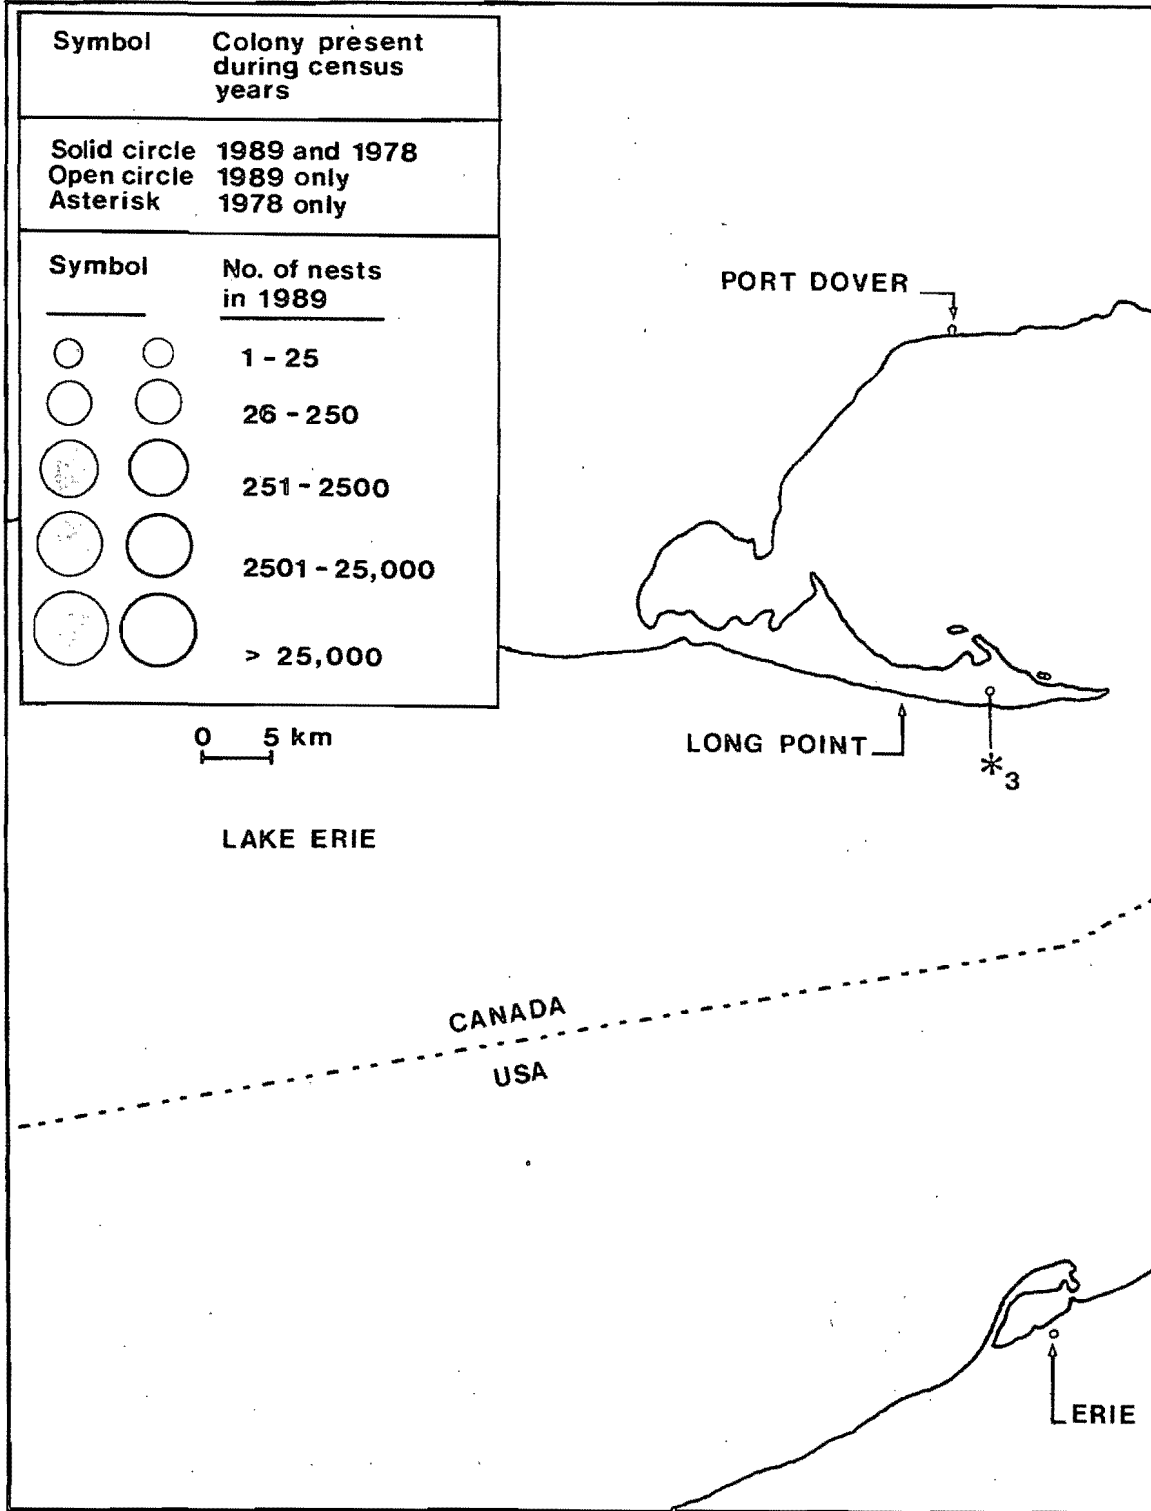 Symbol Colony present
during census
years
Solid circle 1989 and 1978
Open circle 1989 only
Asterisk 1978 only
Symbol No. of nests
in 1989
1 - 25
26 - 250
251 - 2500
2501 - 25,000
> 25,000
0 5 km
PORT DOVER
LONG POINT
*3
LAKE ERIE
CANADA
USA
ERIE